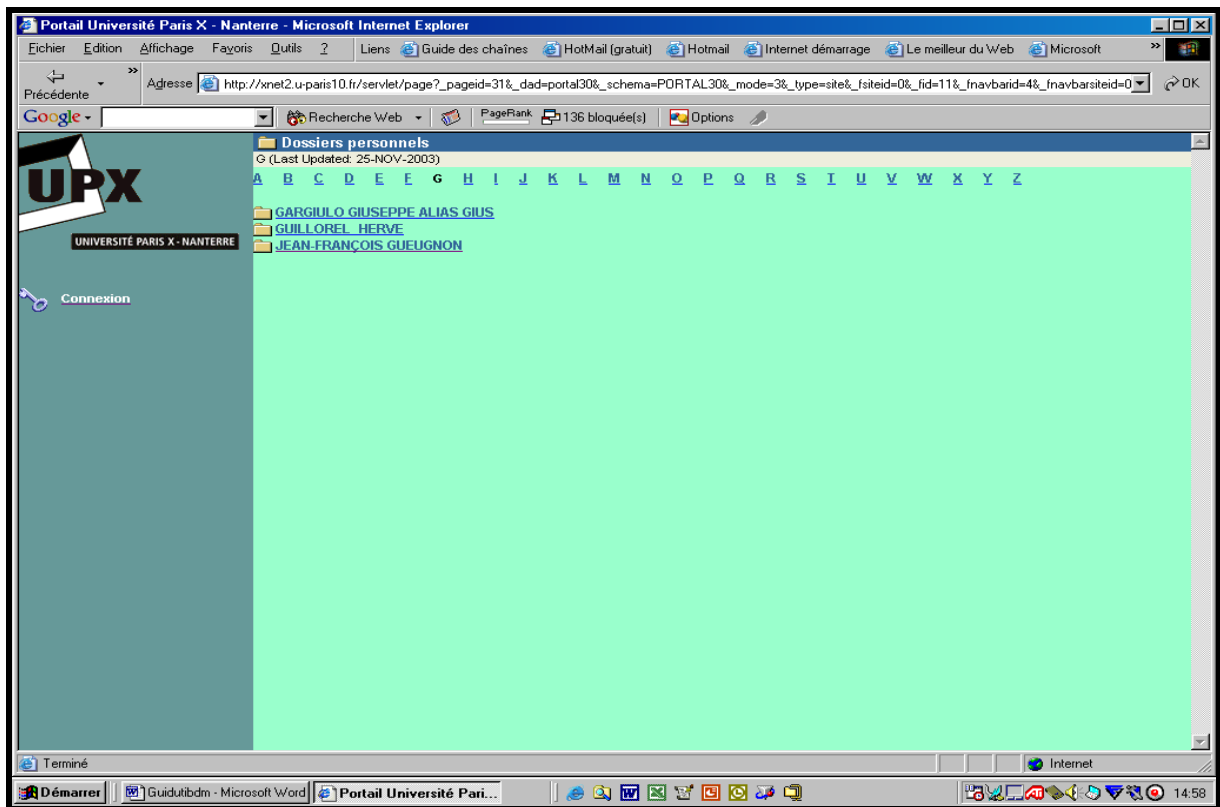 Portail Université Paris X - Nanterre - Microsoft Internet Explorer
Fichier Edition Affichage Favoris Outils ? Liens Guide des chaînes HotMail (gratuit) Hotmail Internet démarrage Le meilleur du Web Microsoft »
Précédente » Adresse http://xnet2.u-paris10.fr/servlet/page?_pageid=31&_dad=portal30&_schema=PORTAL30&_mode=3&_type=site&_fsiteid=0&_fid=11&_fnavbarid=4&_fnavbarsiteid=0 OK
Google Recherche Web PageRank 136 bloquée(s) Options
Dossiers personnels
G (Last Updated: 25-NOV-2003)
A B C D E F G H I J K L M N O P Q R S T U V W X Y Z
UPX
UNIVERSITÉ PARIS X - NANTERRE
GARGIULO GIUSEPPE ALIAS GIUS
GUILLOREL HERVE
JEAN-FRANÇOIS GUEUGNON
Connexion
Terminé Internet
Démarrer Guidutibdm - Microsoft Word Portail Université Pari... 14:58